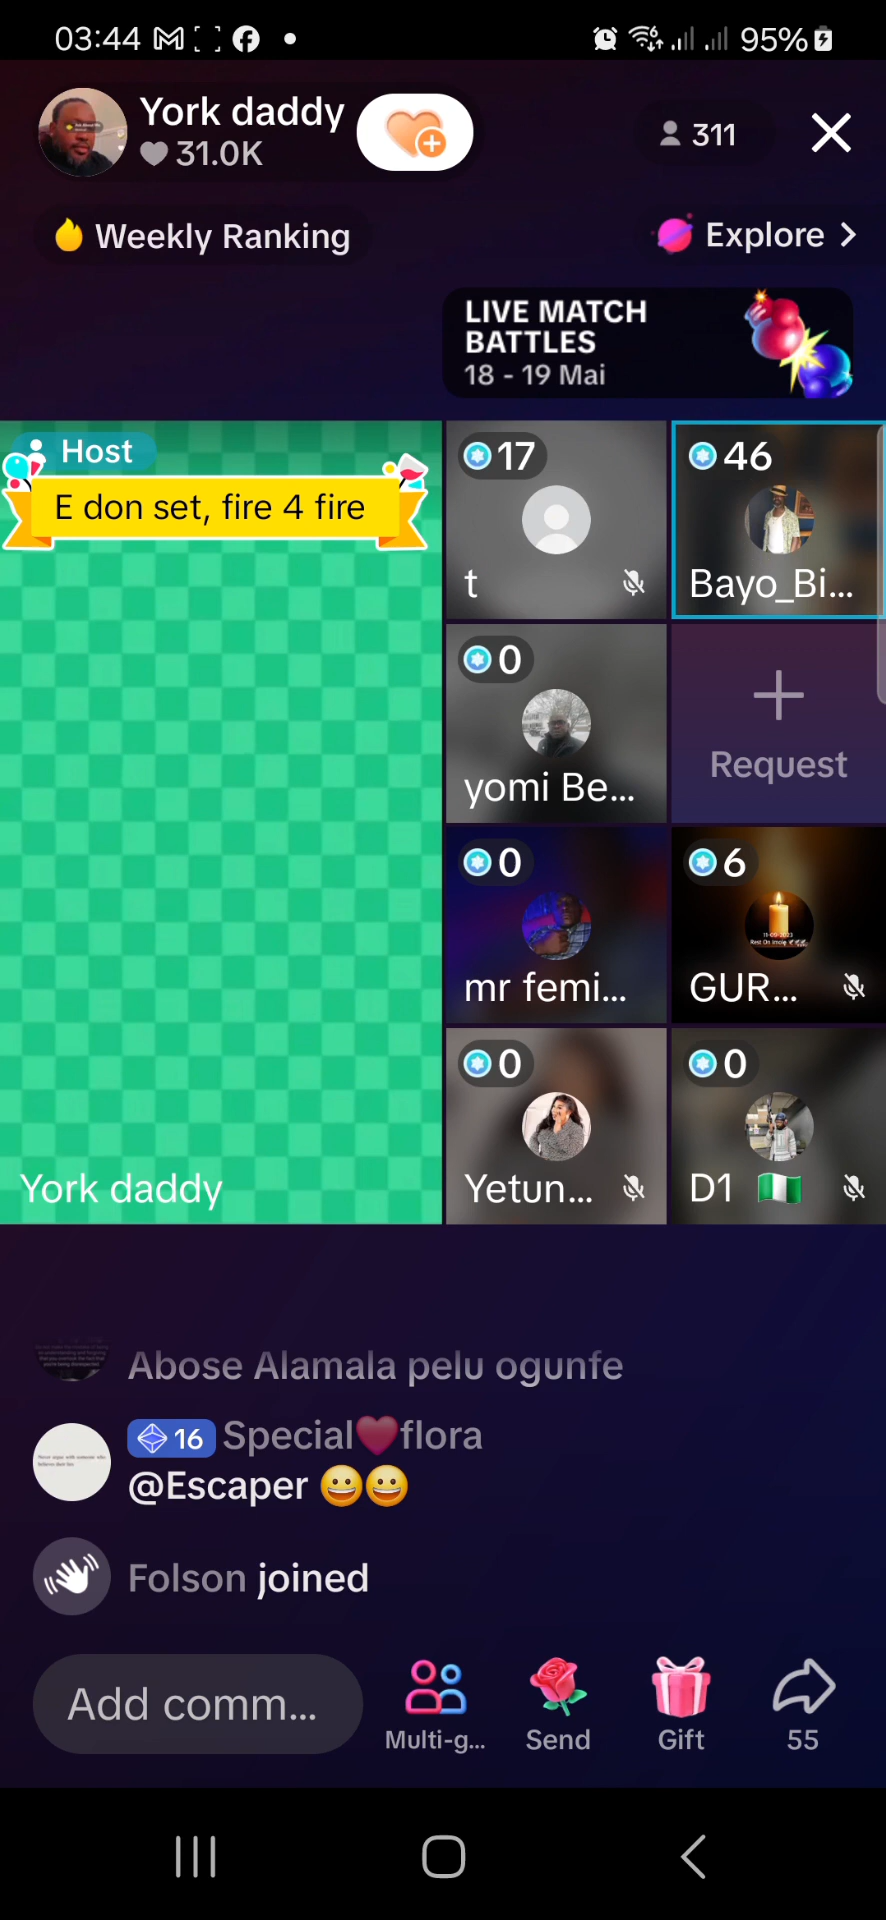 03:44
95%
York daddy
31.0K
311
Weekly Ranking
Explore
LIVE MATCH
BATTLES
18 - 19 Mai
Host
E don set, fire 4 fire
York daddy
17
t
46
Bayo_Bi...
0
yomi Be...
Request
0
mr femi...
6
11-09-2023
GUR...
0
Yetun...
0
D1 🇳🇬
Abose Alamala pelu ogunfe
16 Special❤️flora
@Escaper 😀😀
Folson joined
Add comm...
Multi-g...
Send
Gift
55